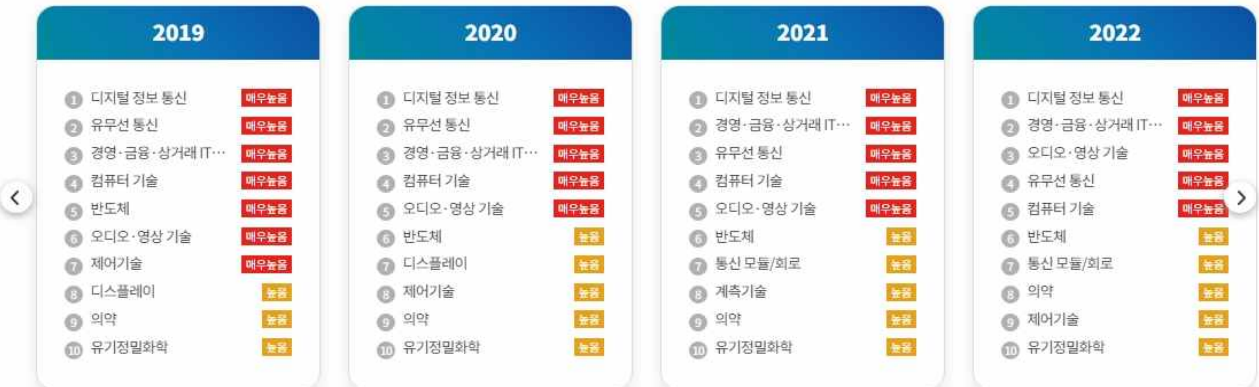 2019
1 디지털 정보 통신 매우높음
2 유무선 통신 매우높음
3 경영·금융·상거래 IT… 매우높음
4 컴퓨터 기술 매우높음
5 반도체 매우높음
6 오디오·영상 기술 매우높음
7 제어기술 매우높음
8 디스플레이 높음
9 의약 높음
10 유기정밀화학 높음
2020
1 디지털 정보 통신 매우높음
2 유무선 통신 매우높음
3 경영·금융·상거래 IT… 매우높음
4 컴퓨터 기술 매우높음
5 오디오·영상 기술 매우높음
6 반도체 높음
7 디스플레이 높음
8 제어기술 높음
9 의약 높음
10 유기정밀화학 높음
2021
1 디지털 정보 통신 매우높음
2 경영·금융·상거래 IT… 매우높음
3 유무선 통신 매우높음
4 컴퓨터 기술 매우높음
5 오디오·영상 기술 매우높음
6 반도체 높음
7 통신 모듈/회로 높음
8 계측기술 높음
9 의약 높음
10 유기정밀화학 높음
2022
1 디지털 정보 통신 매우높음
2 경영·금융·상거래 IT… 매우높음
3 오디오·영상 기술 매우높음
4 유무선 통신 매우높음
5 컴퓨터 기술 매우높음
6 반도체 높음
7 통신 모듈/회로 높음
8 의약 높음
9 제어기술 높음
10 유기정밀화학 높음